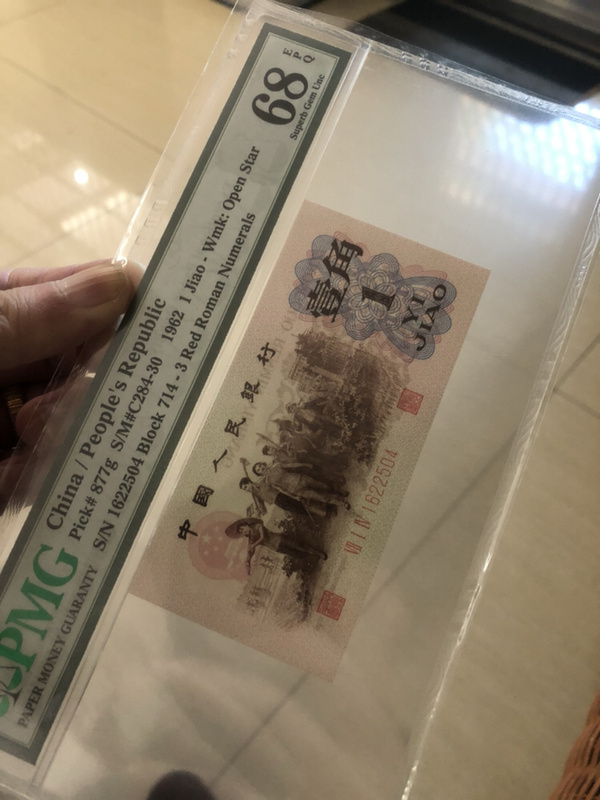 PMG
PAPER MONEY GUARANTY
China / People's Republic
Pick# 877g S/M#C284-30 1962 1 Jiao - Wmk: Open Star
S/N 1622504 Block 714 - 3 Red Roman Numerals
68
EPQ
Superb Gem Unc
中國人民銀行
壹角
1
YI
JIAO
VII I IV 1622504